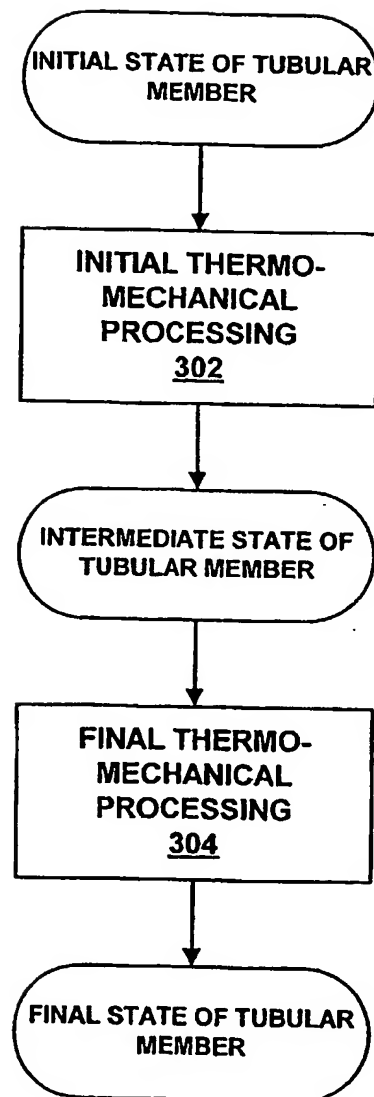 INITIAL STATE OF TUBULAR
MEMBER
INITIAL THERMO-
MECHANICAL
PROCESSING
302
INTERMEDIATE STATE OF
TUBULAR MEMBER
FINAL THERMO-
MECHANICAL
PROCESSING
304
FINAL STATE OF TUBULAR
MEMBER